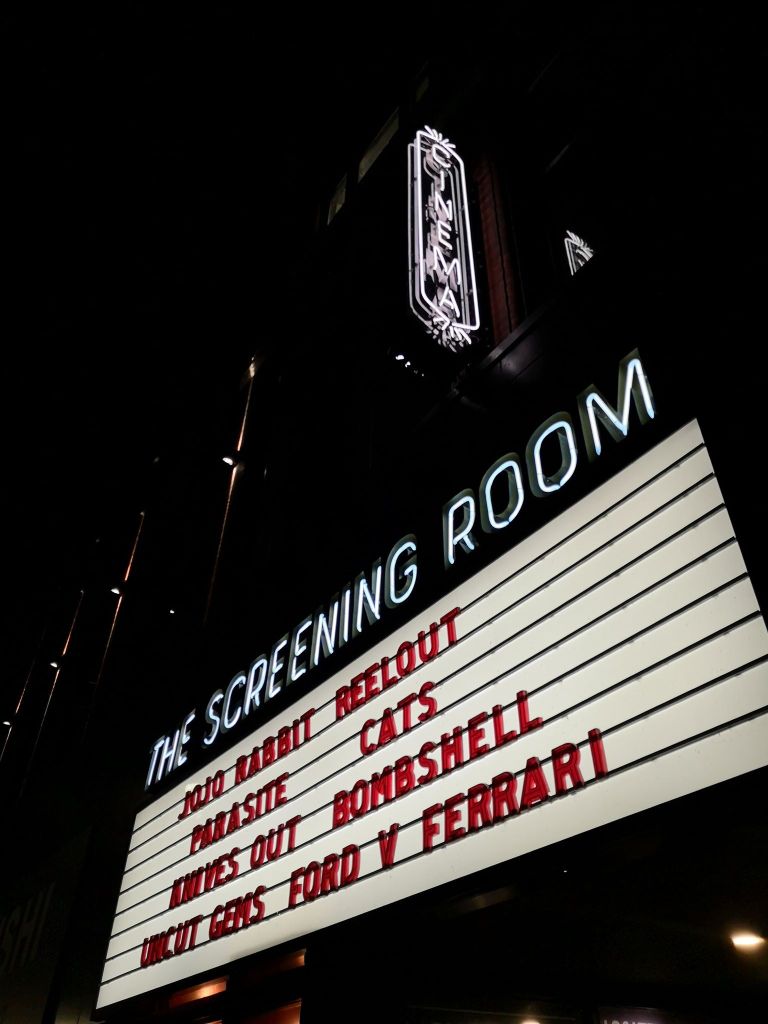 CINEMA
THE SCREENING ROOM
JOJO RABBIT REELOUT
PARASITE CATS
KNIVES OUT BOMBSHELL
UNCUT GEMS FORD V FERRARI